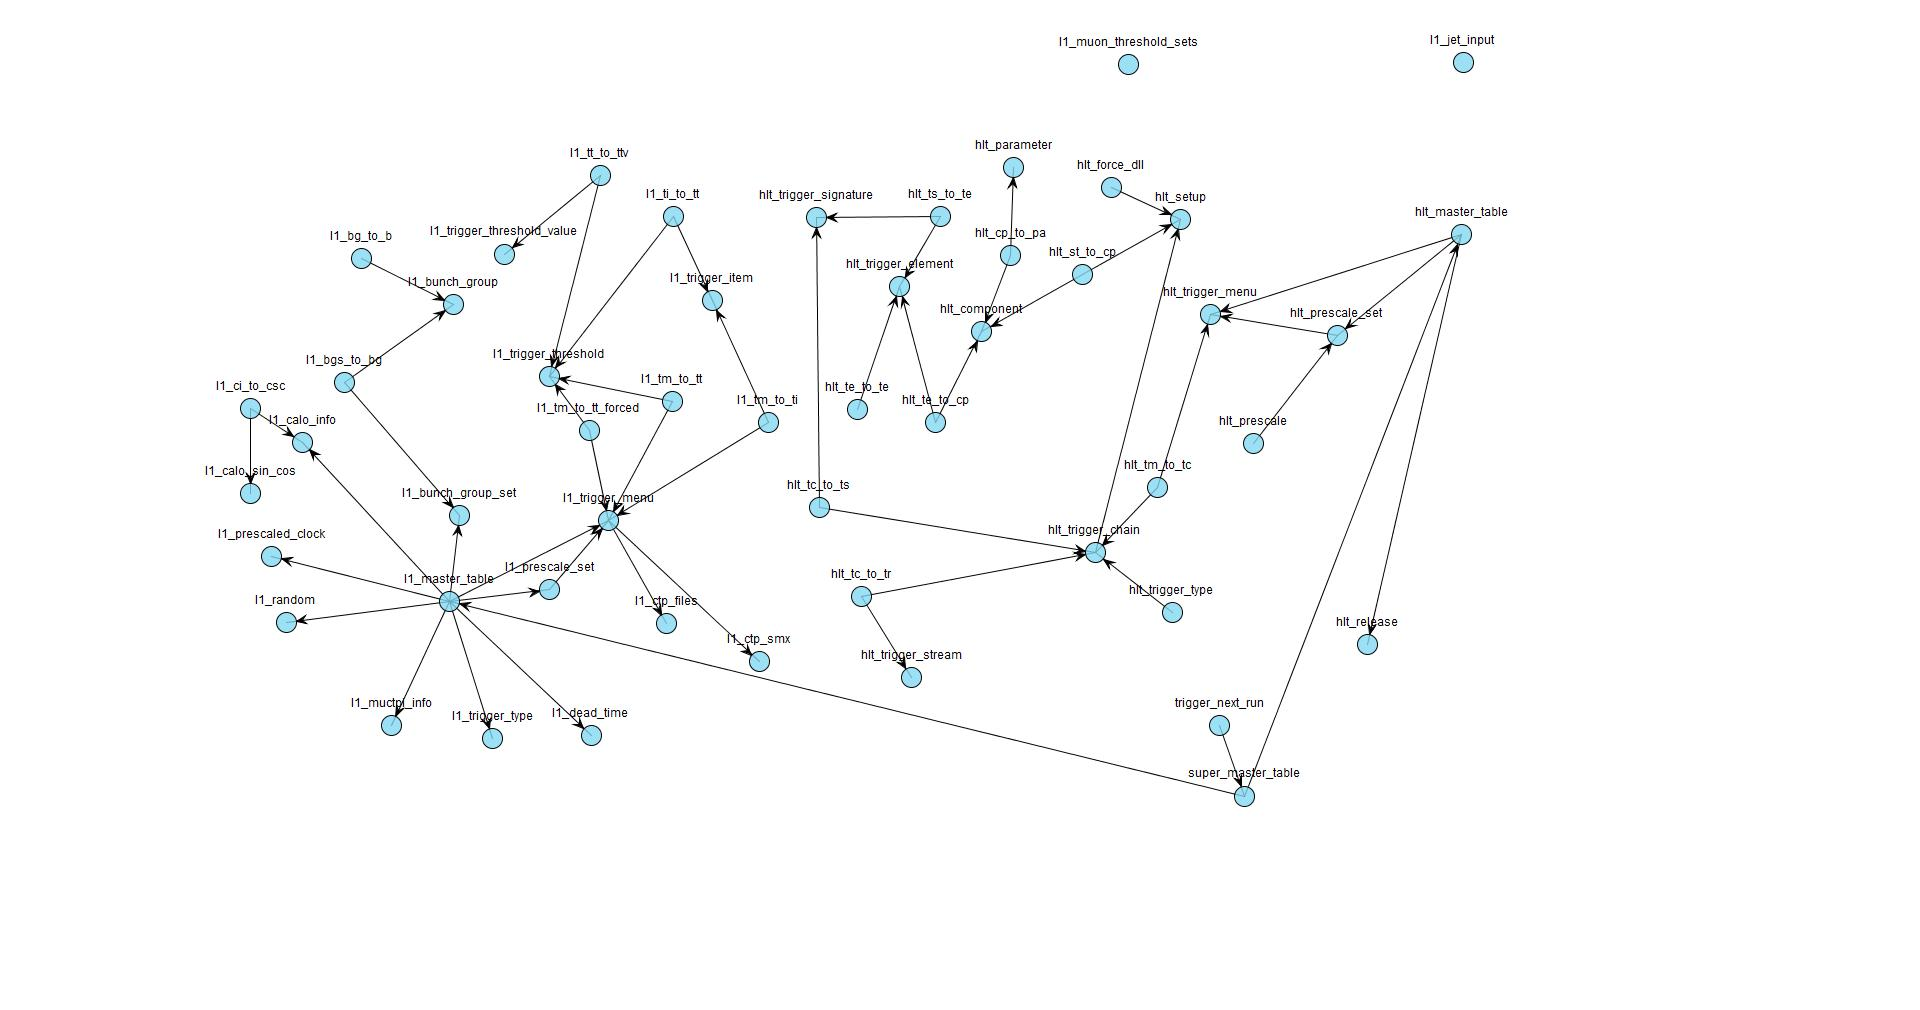 l1_jet_input
l1_muon_threshold_sets
hlt_parameter
l1_tt_to_ttv
hlt_force_dll
l1_ti_to_tt
hlt_trigger_signature
hlt_ts_to_te
hlt_setup
hlt_master_table
l1_trigger_threshold_value
hlt_cp_to_pa
l1_bg_to_b
hlt_st_to_cp
hlt_trigger_element
l1_trigger_item
l1_bunch_group
hlt_trigger_menu
hlt_component
hlt_prescale_set
l1_trigger_threshold
l1_bgs_to_bg
l1_tm_to_tt
l1_ci_to_csc
hlt_te_to_te
l1_tm_to_ti
hlt_te_to_cp
l1_tm_to_tt_forced
l1_calo_info
hlt_prescale
hlt_tm_to_tc
l1_calo_sin_cos
hlt_tc_to_ts
l1_bunch_group_set
l1_trigger_menu
hlt_trigger_chain
l1_prescaled_clock
l1_prescale_set
hlt_tc_to_tr
l1_master_table
hlt_trigger_type
l1_random
l1_ctp_files
hlt_release
l1_ctp_smx
hlt_trigger_stream
l1_muctpi_info
trigger_next_run
l1_dead_time
l1_trigger_type
super_master_table